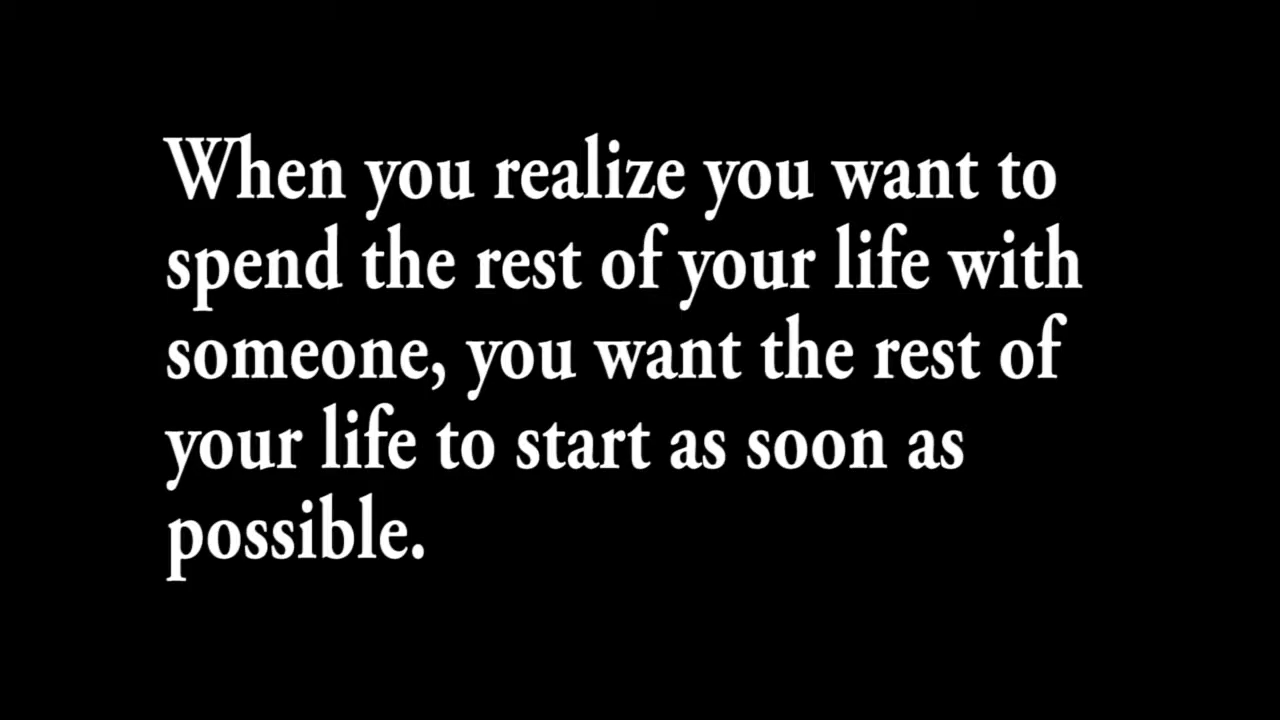 When you realize you want to
spend the rest of your life with
someone, you want the rest of
your life to start as soon as
possible.